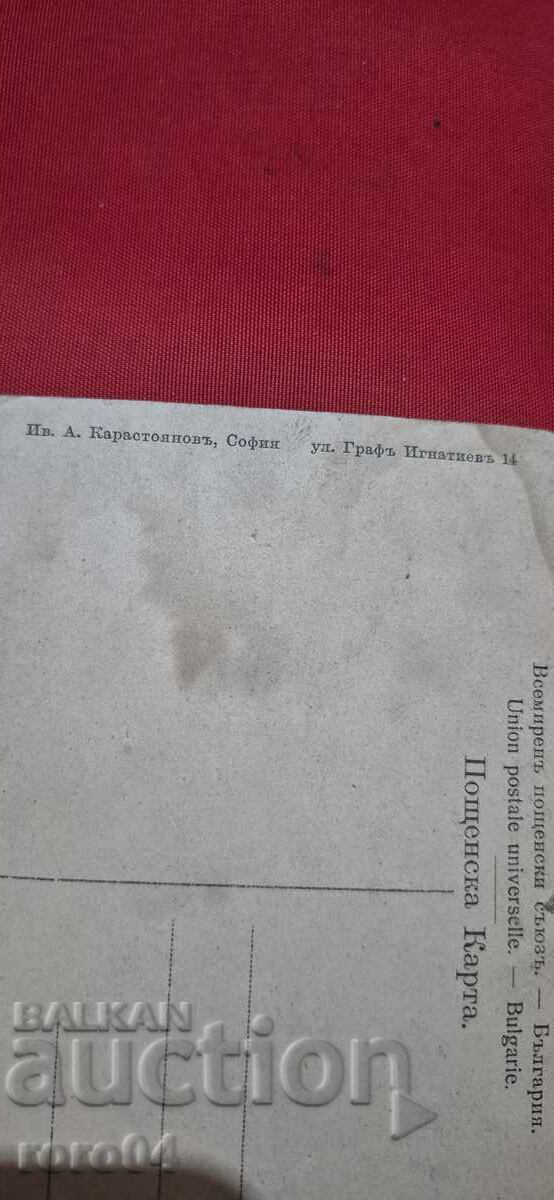 Ив. А. Карастояновъ, София ул. Графъ Игнатиевъ 14
Всемиренъ пощенски съюзъ. — България.
Union postale universelle. — Bulgarie.
Пощенска Карта.
BALKAN
auction
roro04